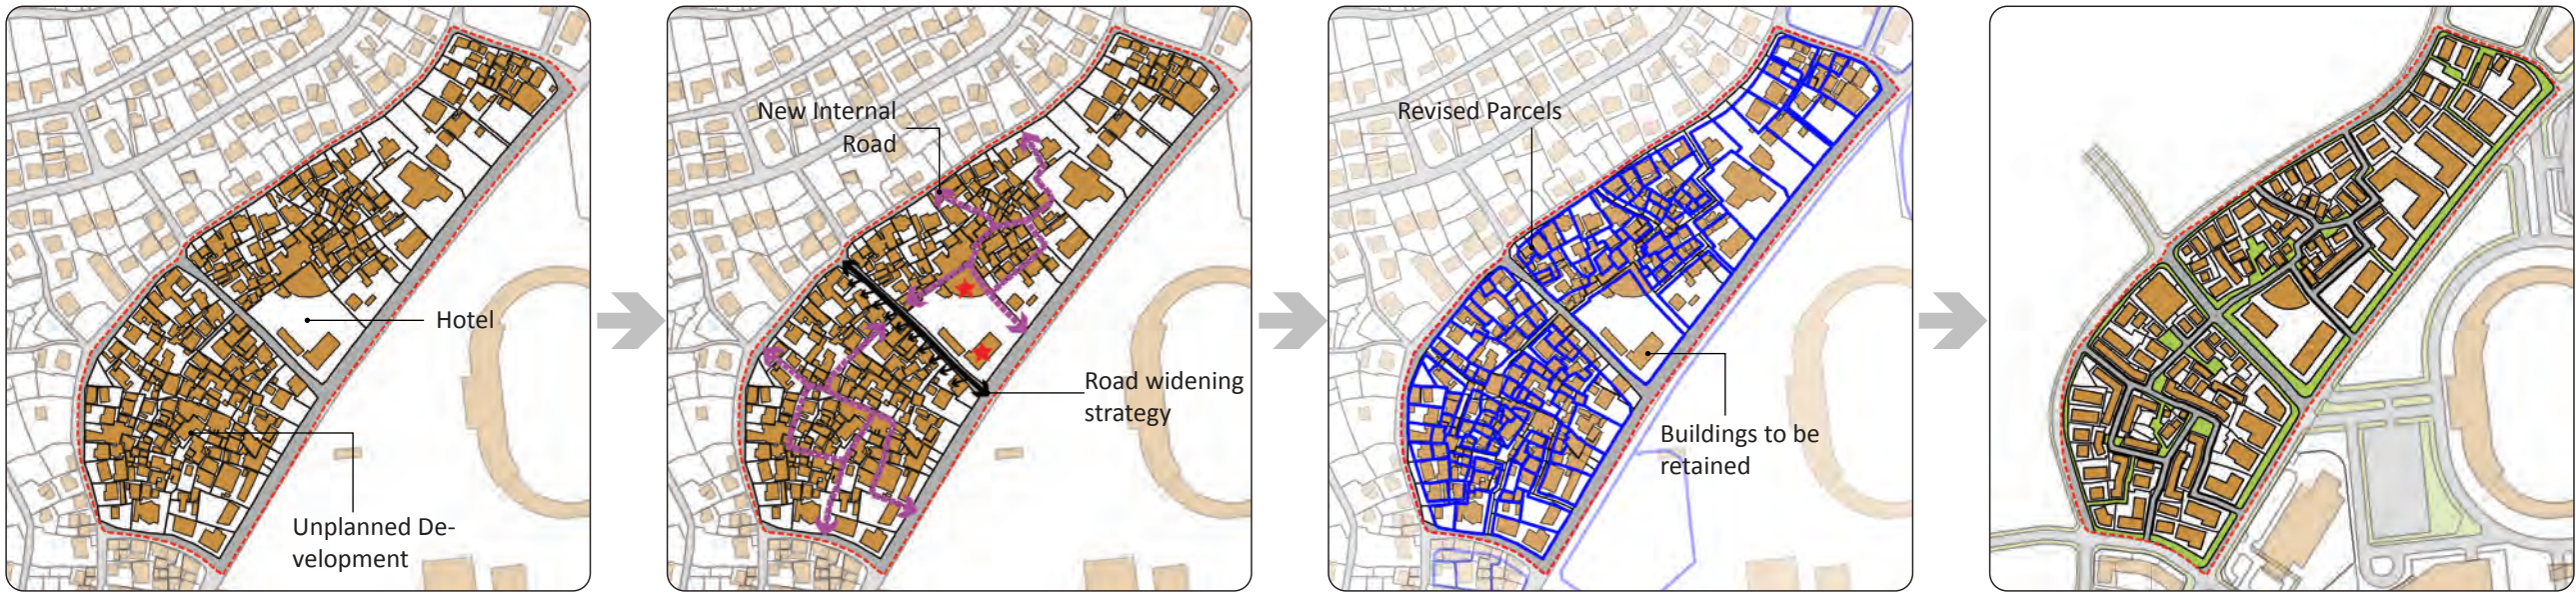 Hotel
Unplanned De-
velopment
New Internal
Road
Road widening
strategy
Revised Parcels
Buildings to be
retained